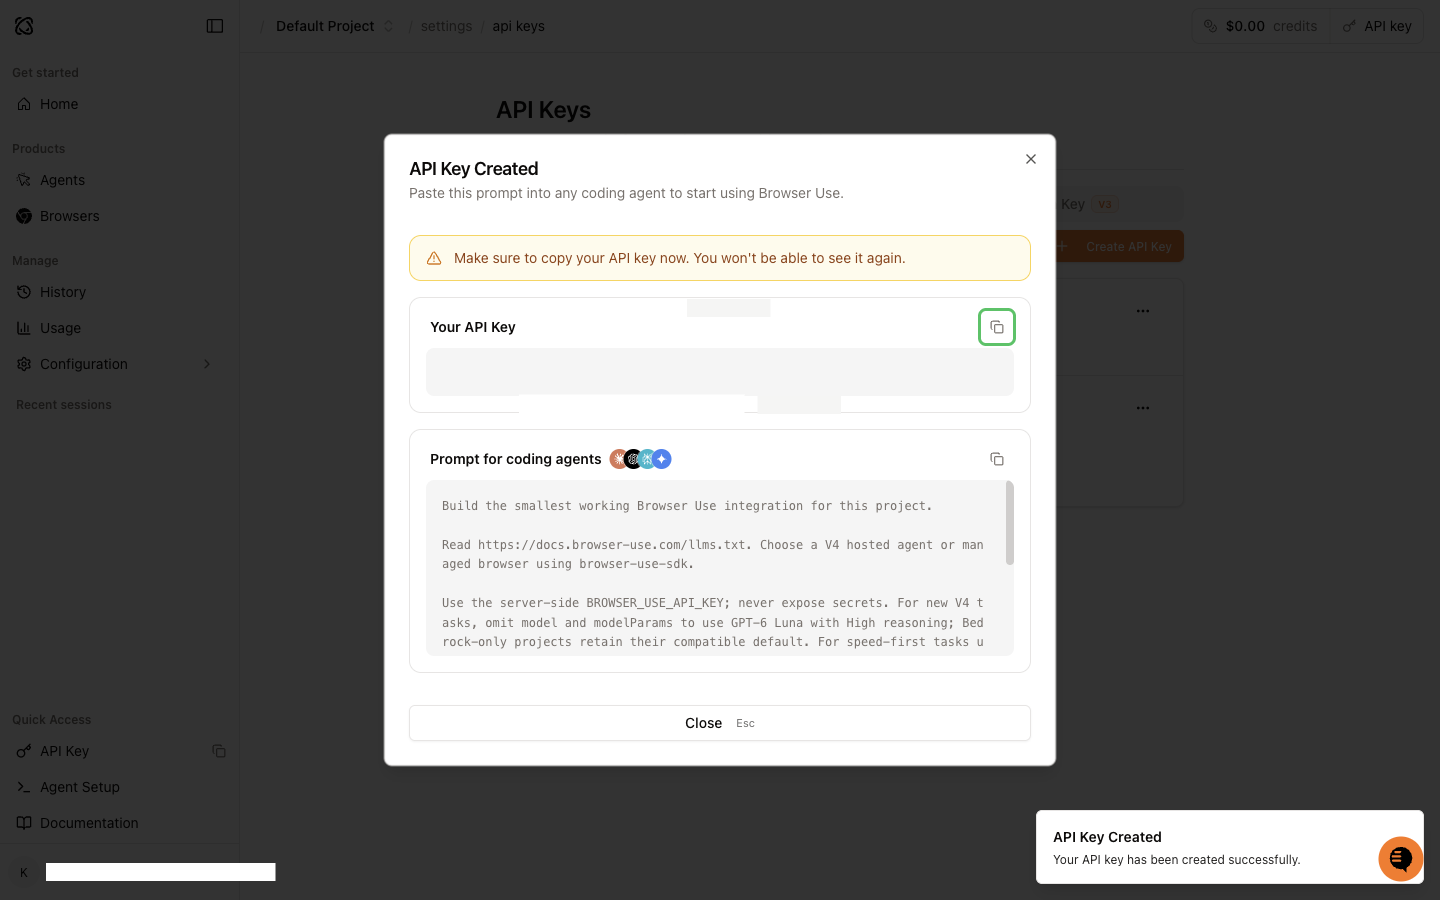 Default Project
/ settings / api keys
$0.00 credits
API key
Get started
Home
Products
Agents
Browsers
Manage
History
Usage
Configuration
Recent sessions
API Keys
Key V3
Create API Key
API Key Created
Paste this prompt into any coding agent to start using Browser Use.
Make sure to copy your API key now. You won't be able to see it again.
Your API Key
Prompt for coding agents
Build the smallest working Browser Use integration for this project.
Read https://docs.browser-use.com/llms.txt. Choose a V4 hosted agent or man
aged browser using browser-use-sdk.
Use the server-side BROWSER_USE_API_KEY; never expose secrets. For new V4 t
asks, omit model and modelParams to use GPT-6 Luna with High reasoning; Bed
rock-only projects retain their compatible default. For speed-first tasks u
Close Esc
Quick Access
API Key
Agent Setup
Documentation
K
API Key Created
Your API key has been created successfully.